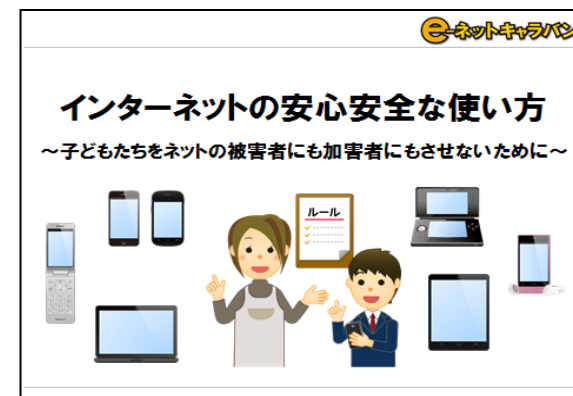 e-ネットキャラバン
インターネットの安心安全な使い方
～子どもたちをネットの被害者にも加害者にもさせないために～
ルール